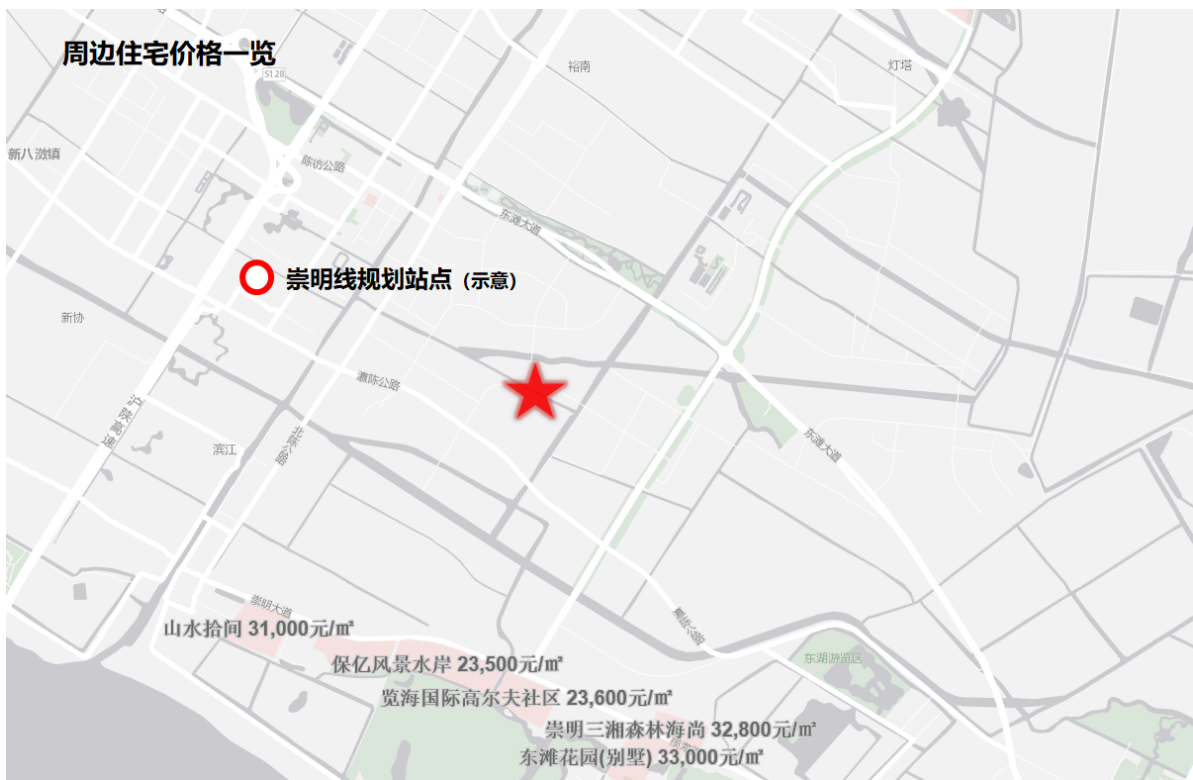 周边住宅价格一览
S128
裕南
灯塔
新八滧镇
陈访公路
东滩大道
崇明线规划站点（示意）
新协
瀛陈公路
沪陕高速
滨江
北陈公路
东滩大道
崇明大道
山水拾间 31,000元/㎡
瀛陈公路
保亿风景水岸 23,500元/㎡
东湖游览区
览海国际高尔夫社区 23,600元/㎡
崇明三湘森林海尚 32,800元/㎡
东滩花园(别墅) 33,000元/㎡